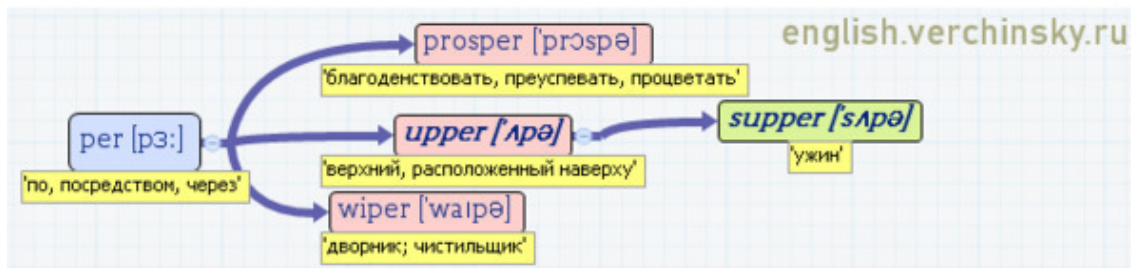 english.verchinsky.ru
prosper ['prɔspə]
'благоденствовать, преуспевать, процветать'
per [pɜ:]
'по, посредством, через'
upper ['ʌpə]
'верхний, расположенный наверху'
supper ['sʌpə]
'ужин'
wiper ['waıpə]
'дворник; чистильщик'